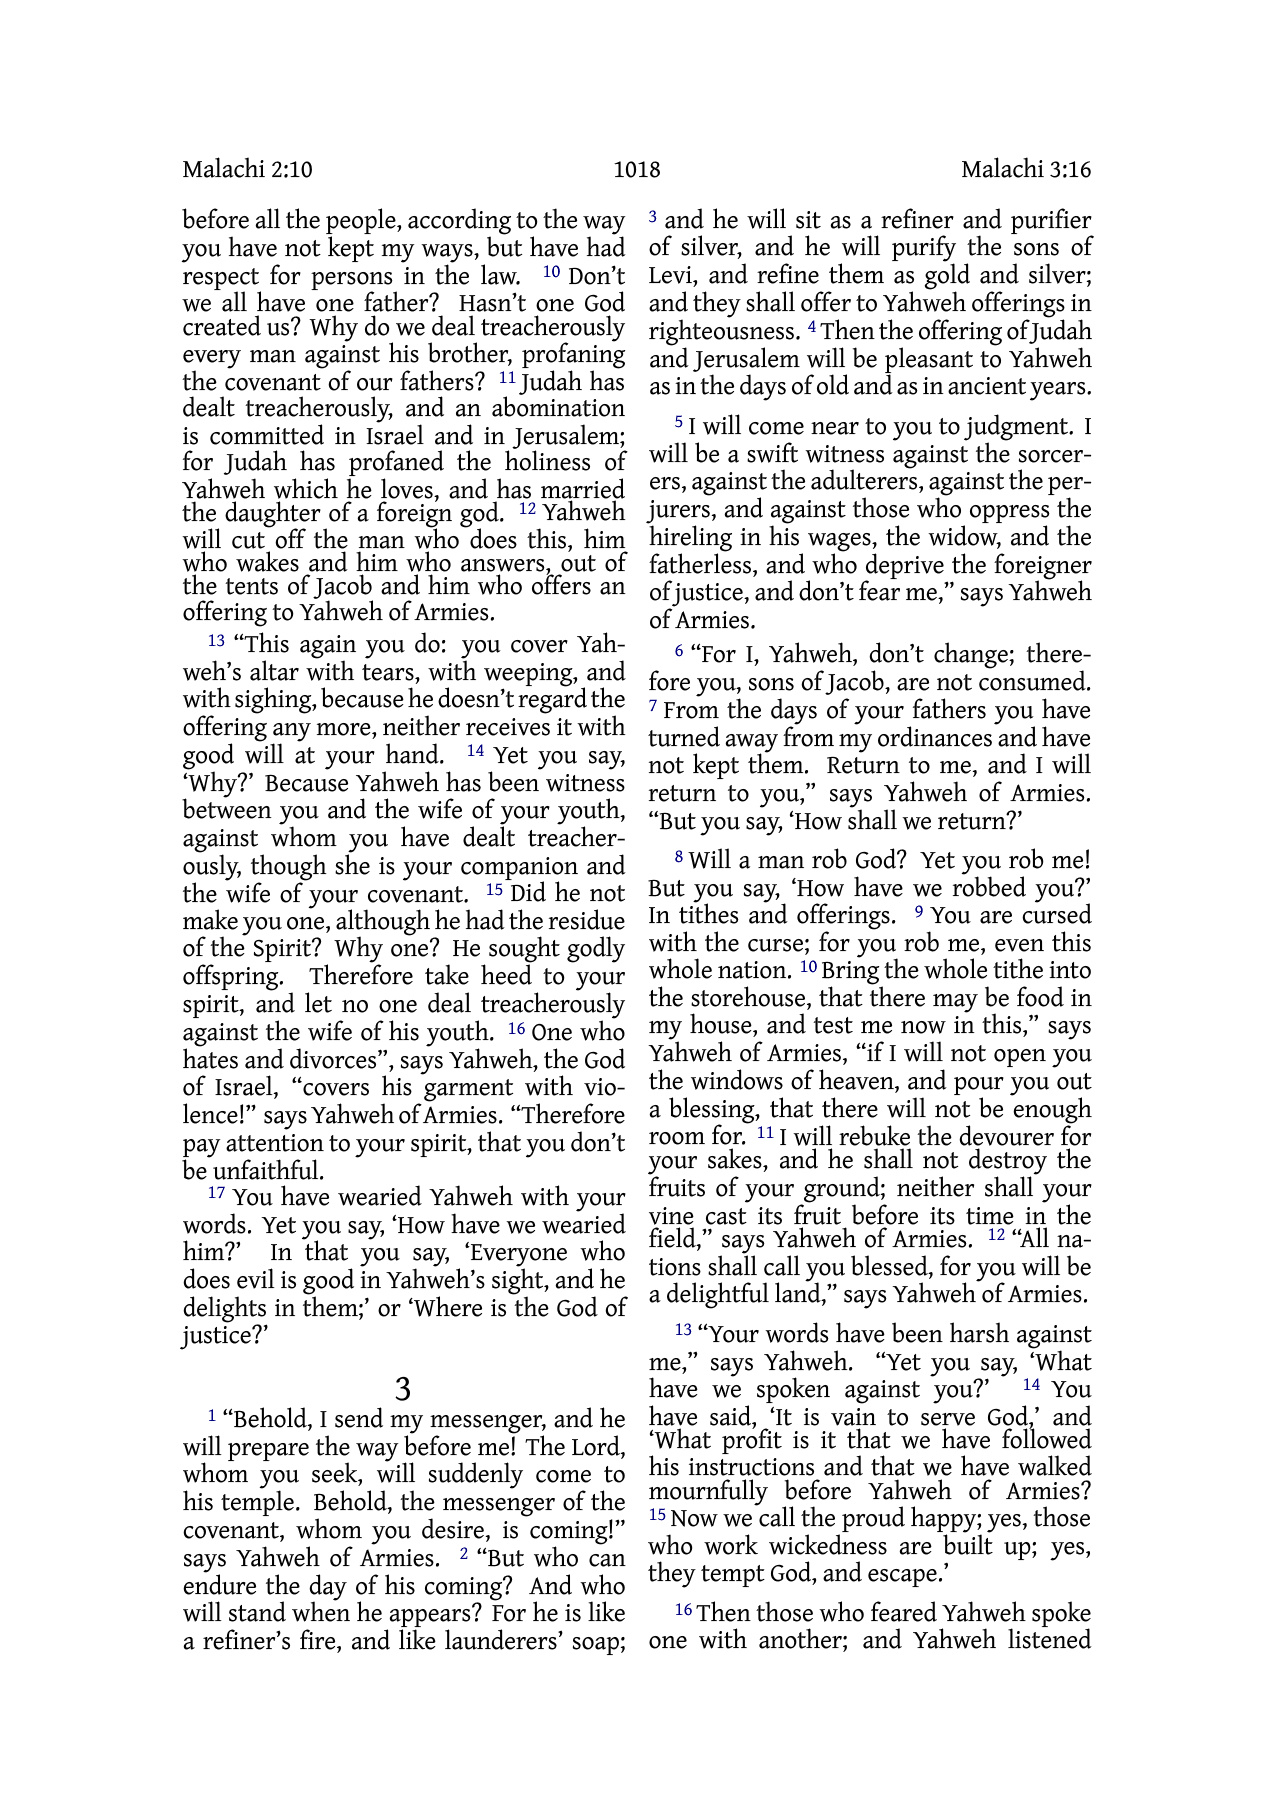 Malachi 2:10 1018 Malachi 3:16
before all the people, according to the way
you have not kept my ways, but have had
respect for persons in the law. 10 Don’t
we all have one father? Hasn’t one God
created us? Why do we deal treacherously
every man against his brother, profaning
the covenant of our fathers? 11 Judah has
dealt treacherously, and an abomination
is committed in Israel and in Jerusalem;
for Judah has profaned the holiness of
Yahweh which he loves, and has married
the daughter of a foreign god. 12 Yahweh
will cut off the man who does this, him
who wakes and him who answers, out of
the tents of Jacob and him who offers an
offering to Yahweh of Armies.
13 “This again you do: you cover Yah-
weh’s altar with tears, with weeping, and
with sighing, because he doesn’t regard the
offering any more, neither receives it with
good will at your hand. 14 Yet you say,
‘Why?’ Because Yahweh has been witness
between you and the wife of your youth,
against whom you have dealt treacher-
ously, though she is your companion and
the wife of your covenant. 15 Did he not
make you one, although he had the residue
of the Spirit? Why one? He sought godly
offspring. Therefore take heed to your
spirit, and let no one deal treacherously
against the wife of his youth. 16 One who
hates and divorces”, says Yahweh, the God
of Israel, “covers his garment with vio-
lence!” says Yahweh of Armies. “Therefore
pay attention to your spirit, that you don’t
be unfaithful.
17 You have wearied Yahweh with your
words. Yet you say, ‘How have we wearied
him?’ In that you say, ‘Everyone who
does evil is good in Yahweh’s sight, and he
delights in them;’ or ‘Where is the God of
justice?’
3
1 “Behold, I send my messenger, and he
will prepare the way before me! The Lord,
whom you seek, will suddenly come to
his temple. Behold, the messenger of the
covenant, whom you desire, is coming!”
says Yahweh of Armies. 2 “But who can
endure the day of his coming? And who
will stand when he appears? For he is like
a refiner’s fire, and like launderers’ soap;
3 and he will sit as a refiner and purifier
of silver, and he will purify the sons of
Levi, and refine them as gold and silver;
and they shall offer to Yahweh offerings in
righteousness. 4 Then the offering of Judah
and Jerusalem will be pleasant to Yahweh
as in the days of old and as in ancient years.
5 I will come near to you to judgment. I
will be a swift witness against the sorcer-
ers, against the adulterers, against the per-
jurers, and against those who oppress the
hireling in his wages, the widow, and the
fatherless, and who deprive the foreigner
of justice, and don’t fear me,” says Yahweh
of Armies.
6 “For I, Yahweh, don’t change; there-
fore you, sons of Jacob, are not consumed.
7 From the days of your fathers you have
turned away from my ordinances and have
not kept them. Return to me, and I will
return to you,” says Yahweh of Armies.
“But you say, ‘How shall we return?’
8 Will a man rob God? Yet you rob me!
But you say, ‘How have we robbed you?’
In tithes and offerings. 9 You are cursed
with the curse; for you rob me, even this
whole nation. 10 Bring the whole tithe into
the storehouse, that there may be food in
my house, and test me now in this,” says
Yahweh of Armies, “if I will not open you
the windows of heaven, and pour you out
a blessing, that there will not be enough
room for. 11 I will rebuke the devourer for
your sakes, and he shall not destroy the
fruits of your ground; neither shall your
vine cast its fruit before its time in the
field,” says Yahweh of Armies. 12 “All na-
tions shall call you blessed, for you will be
a delightful land,” says Yahweh of Armies.
13 “Your words have been harsh against
me,” says Yahweh. “Yet you say, ‘What
have we spoken against you?’ 14 You
have said, ‘It is vain to serve God,’ and
‘What profit is it that we have followed
his instructions and that we have walked
mournfully before Yahweh of Armies?
15 Now we call the proud happy; yes, those
who work wickedness are built up; yes,
they tempt God, and escape.’
16 Then those who feared Yahweh spoke
one with another; and Yahweh listened